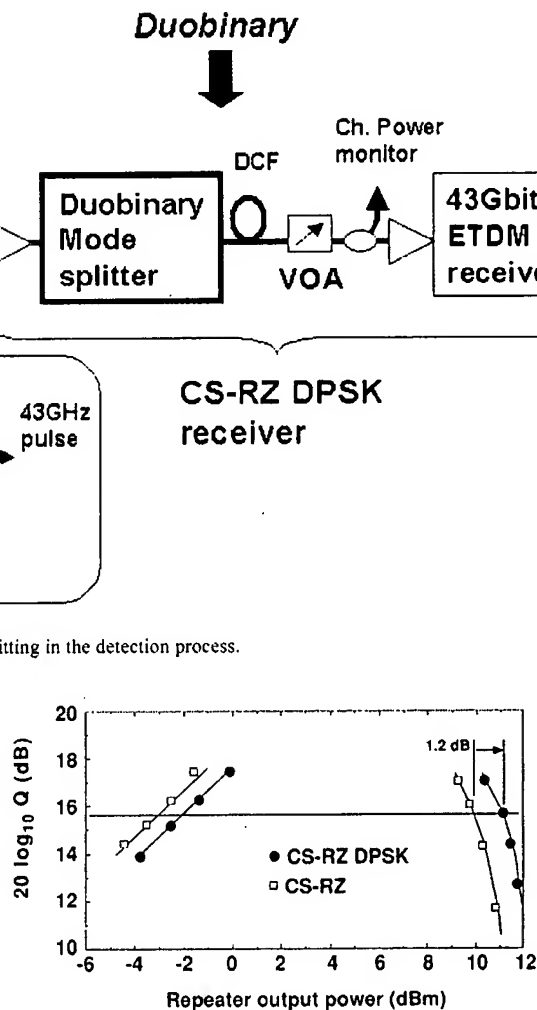 Duobinary
Ch. Power
monitor
DCF
Duobinary
Mode
splitter
VOA
43Gbit
ETDM
receive
43GHz
pulse
CS-RZ DPSK
receiver
itting in the detection process.
20 log10 Q (dB)
20
18
16
14
12
10
1.2 dB
CS-RZ DPSK
CS-RZ
-6 -4 -2 0 2 4 6 8 10 12
Repeater output power (dBm)